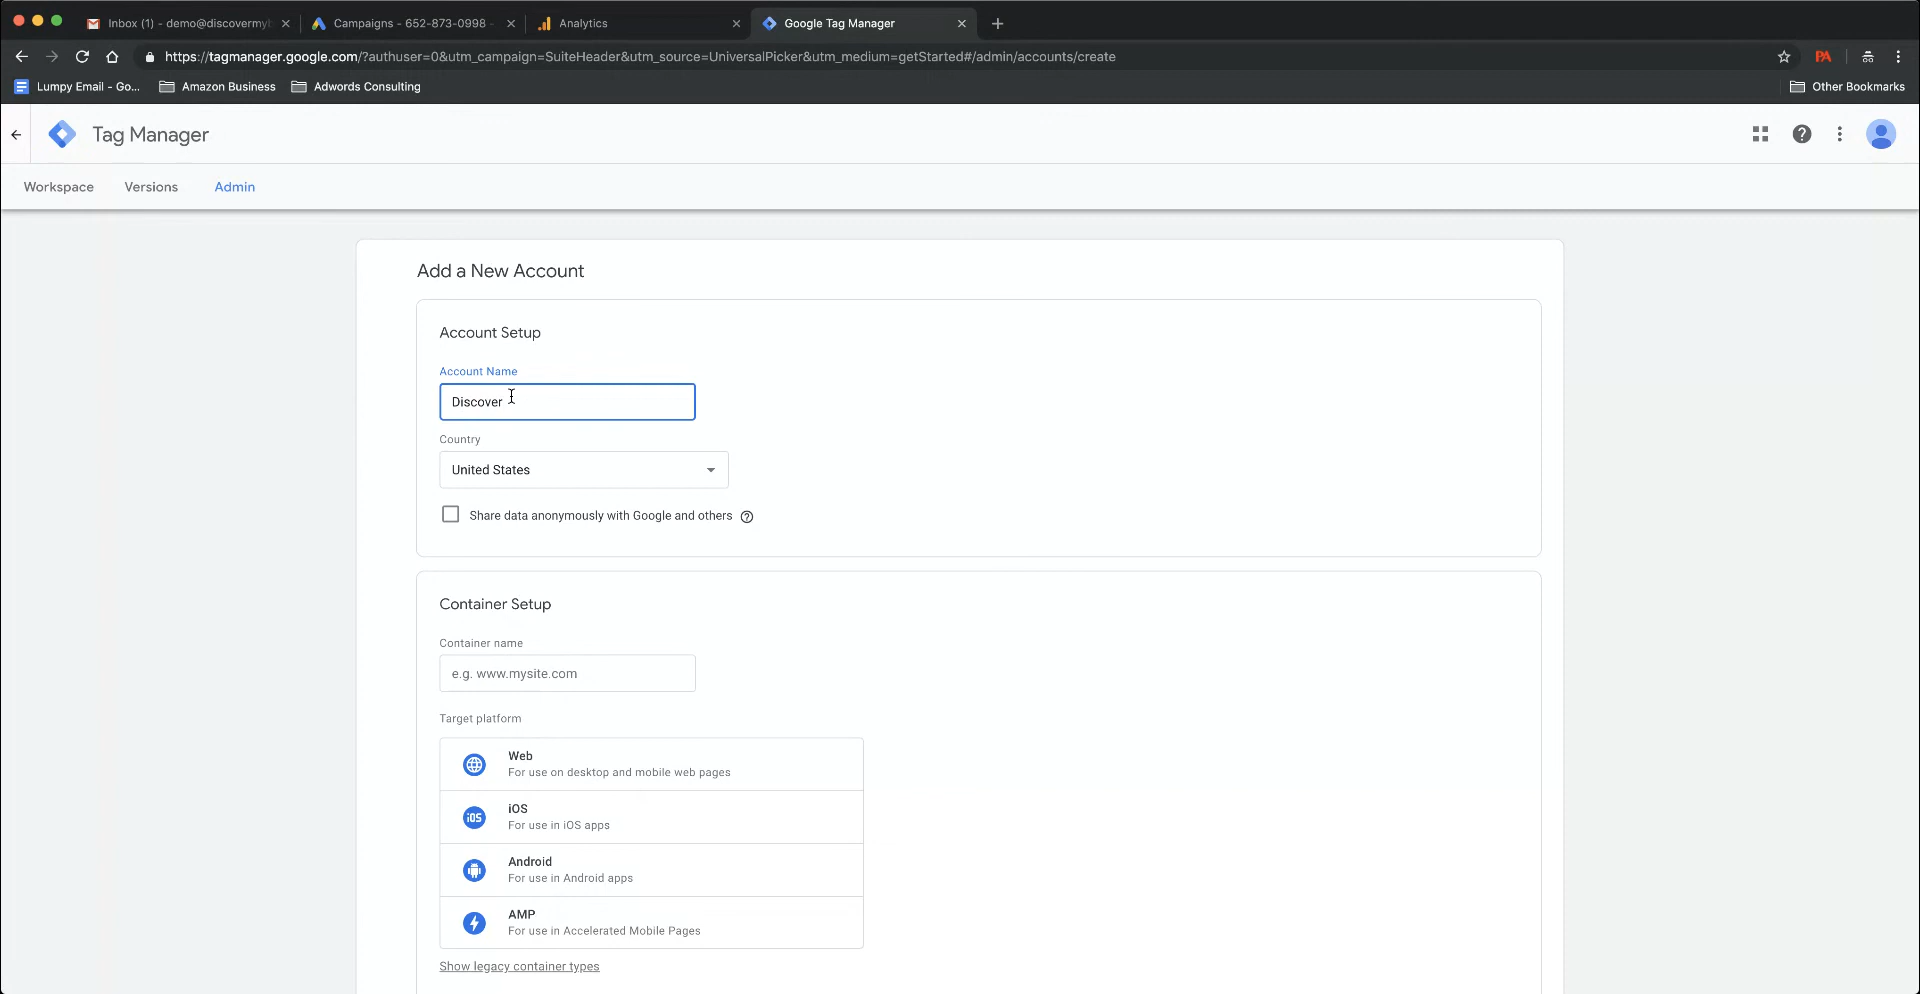 Inbox (1) - demo@discovermyb
Campaigns - 652-873-0998 -
Analytics
Google Tag Manager
https://tagmanager.google.com/?authuser=0&utm_campaign=SuiteHeader&utm_source=UniversalPicker&utm_medium=getStarted#/admin/accounts/create
PA
Lumpy Email - Go...
Amazon Business
Adwords Consulting
Other Bookmarks
Tag Manager
Workspace
Versions
Admin
Add a New Account
Account Setup
Account Name
Discover
Country
United States
Share data anonymously with Google and others
Container Setup
Container name
e.g. www.mysite.com
Target platform
Web
For use on desktop and mobile web pages
iOS
iOS
For use in iOS apps
Android
For use in Android apps
AMP
For use in Accelerated Mobile Pages
Show legacy container types